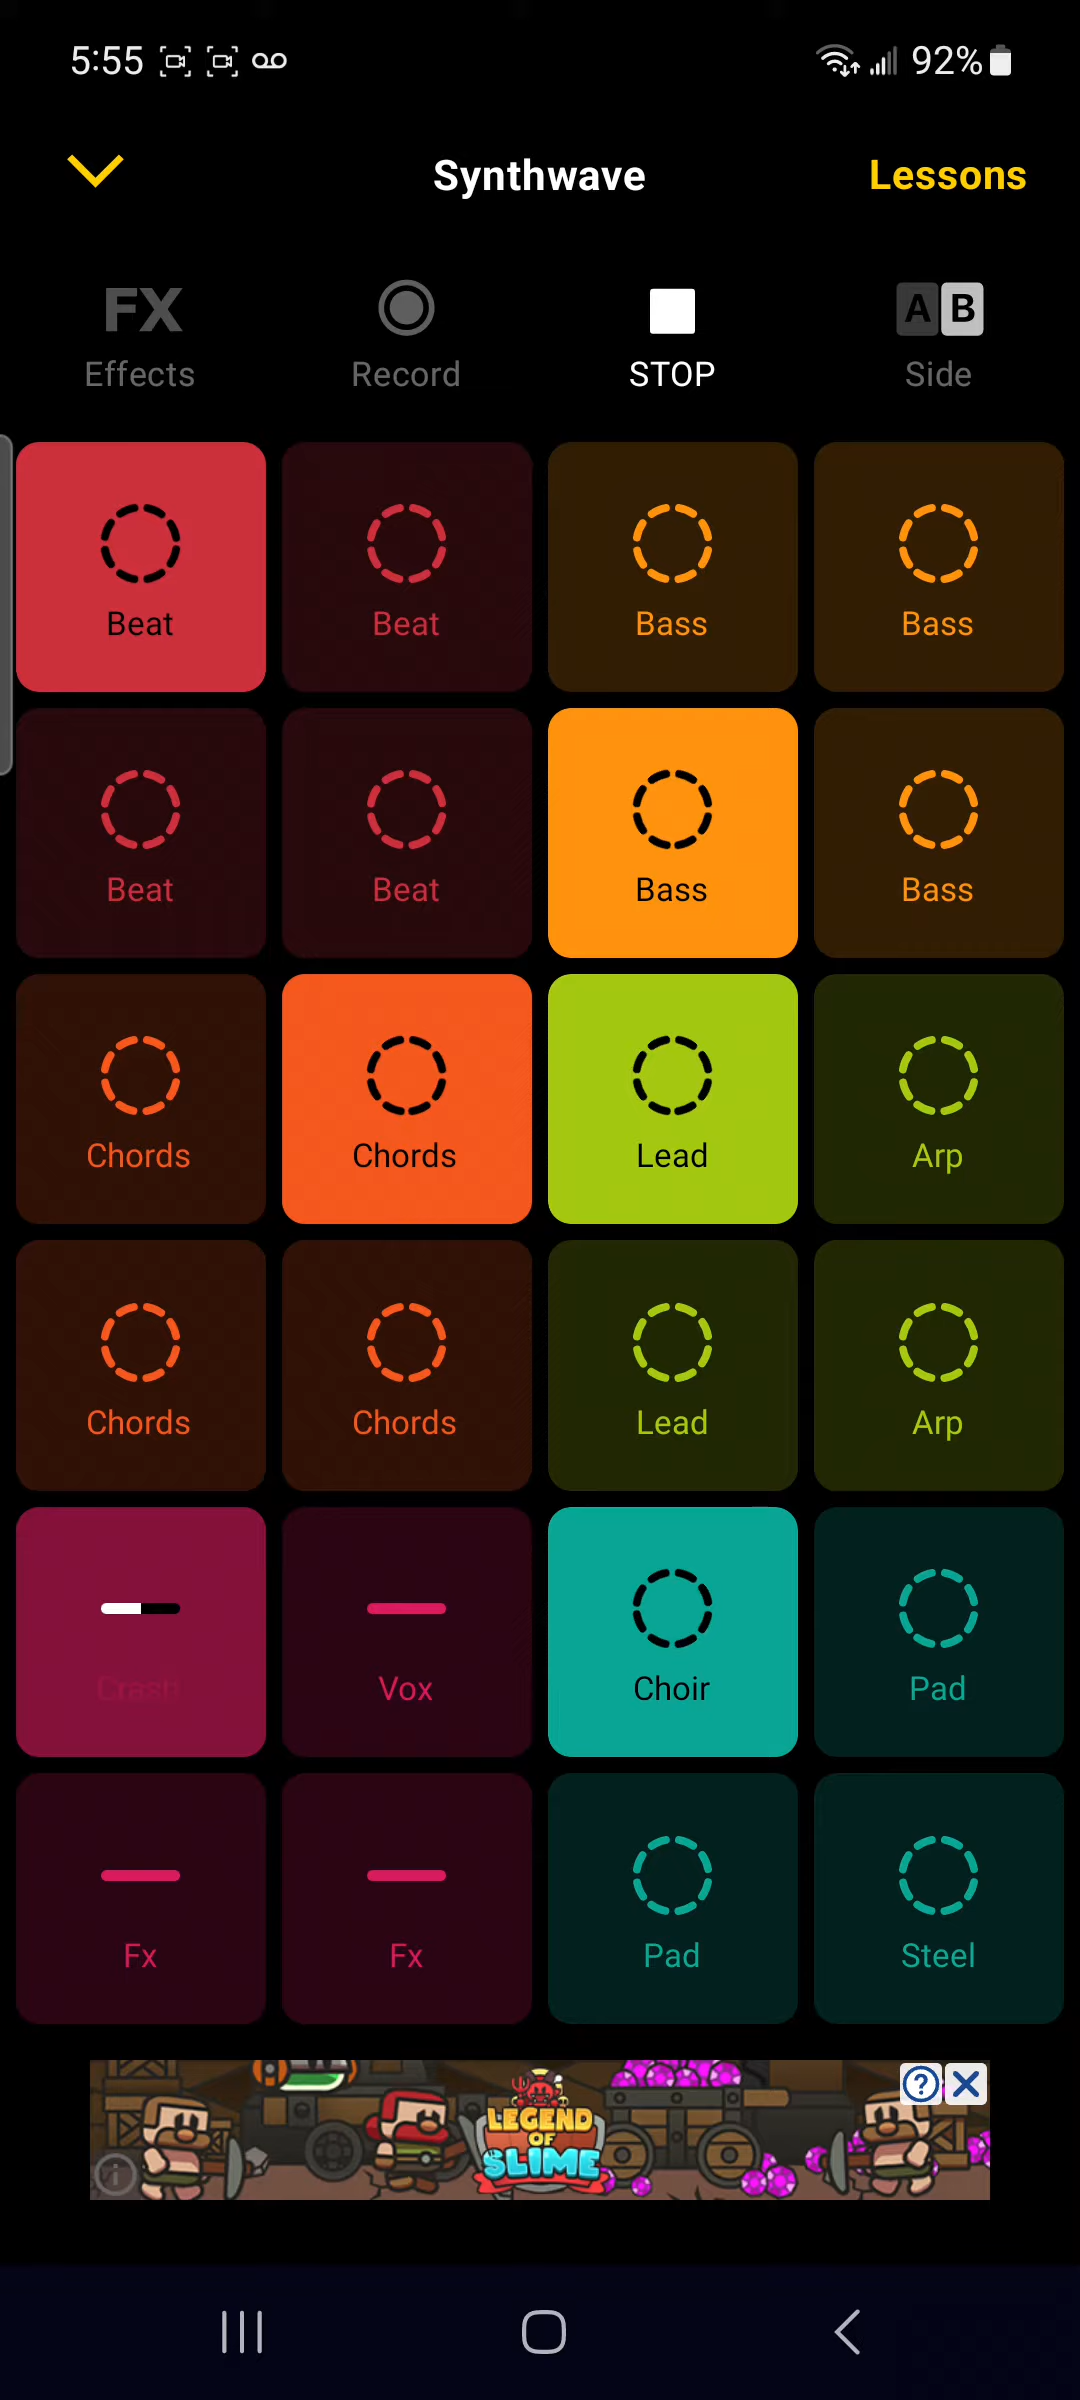 5:55 92%
Synthwave Lessons
FX A B
Effects Record STOP Side
Beat Beat Bass Bass
Beat Beat Bass Bass
Chords Chords Lead Arp
Chords Chords Lead Arp
Crash Vox Choir Pad
Fx Fx Pad Steel
LEGEND
OF
SLIME